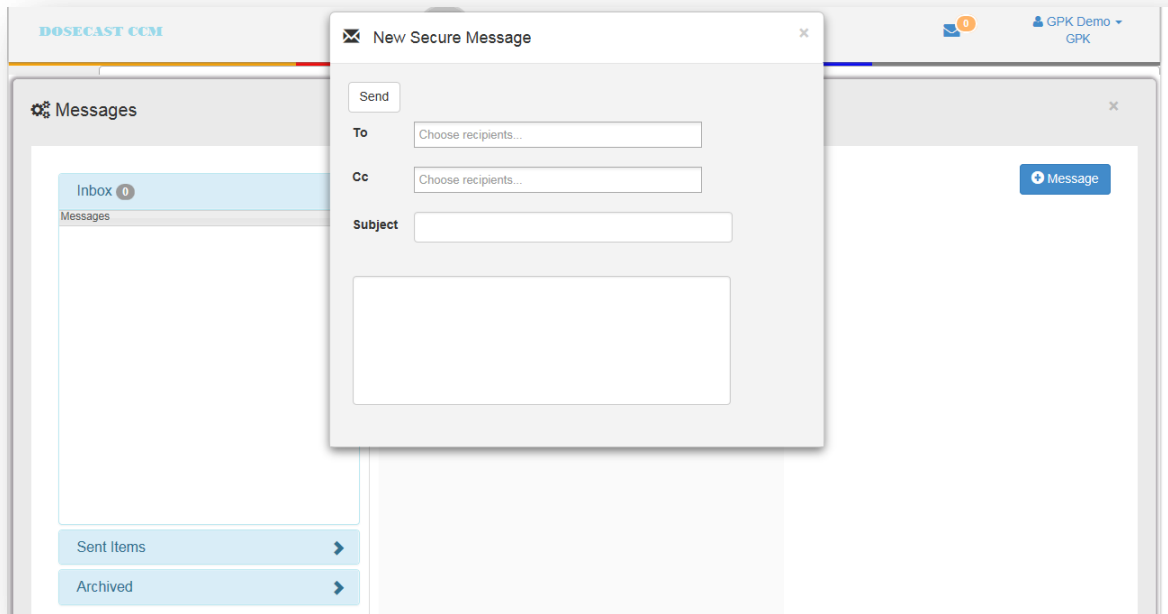 DOSECAST CCM
0
GPK Demo
GPK
New Secure Message
×
Send
To
Choose recipients...
Cc
Choose recipients...
Subject
Messages
×
Inbox 0
Messages
Message
Sent Items
Archived